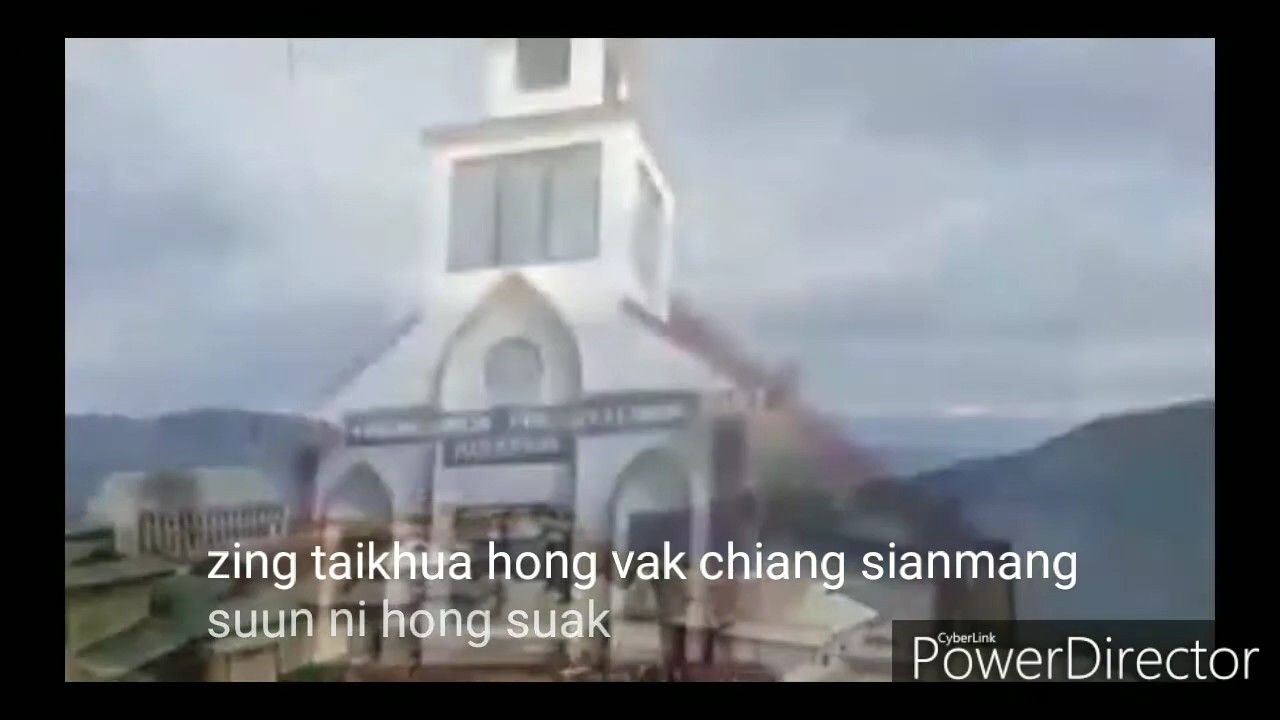 zing taikhua hong vak chiang sianmang
suun ni hong suak
CyberLink
PowerDirector